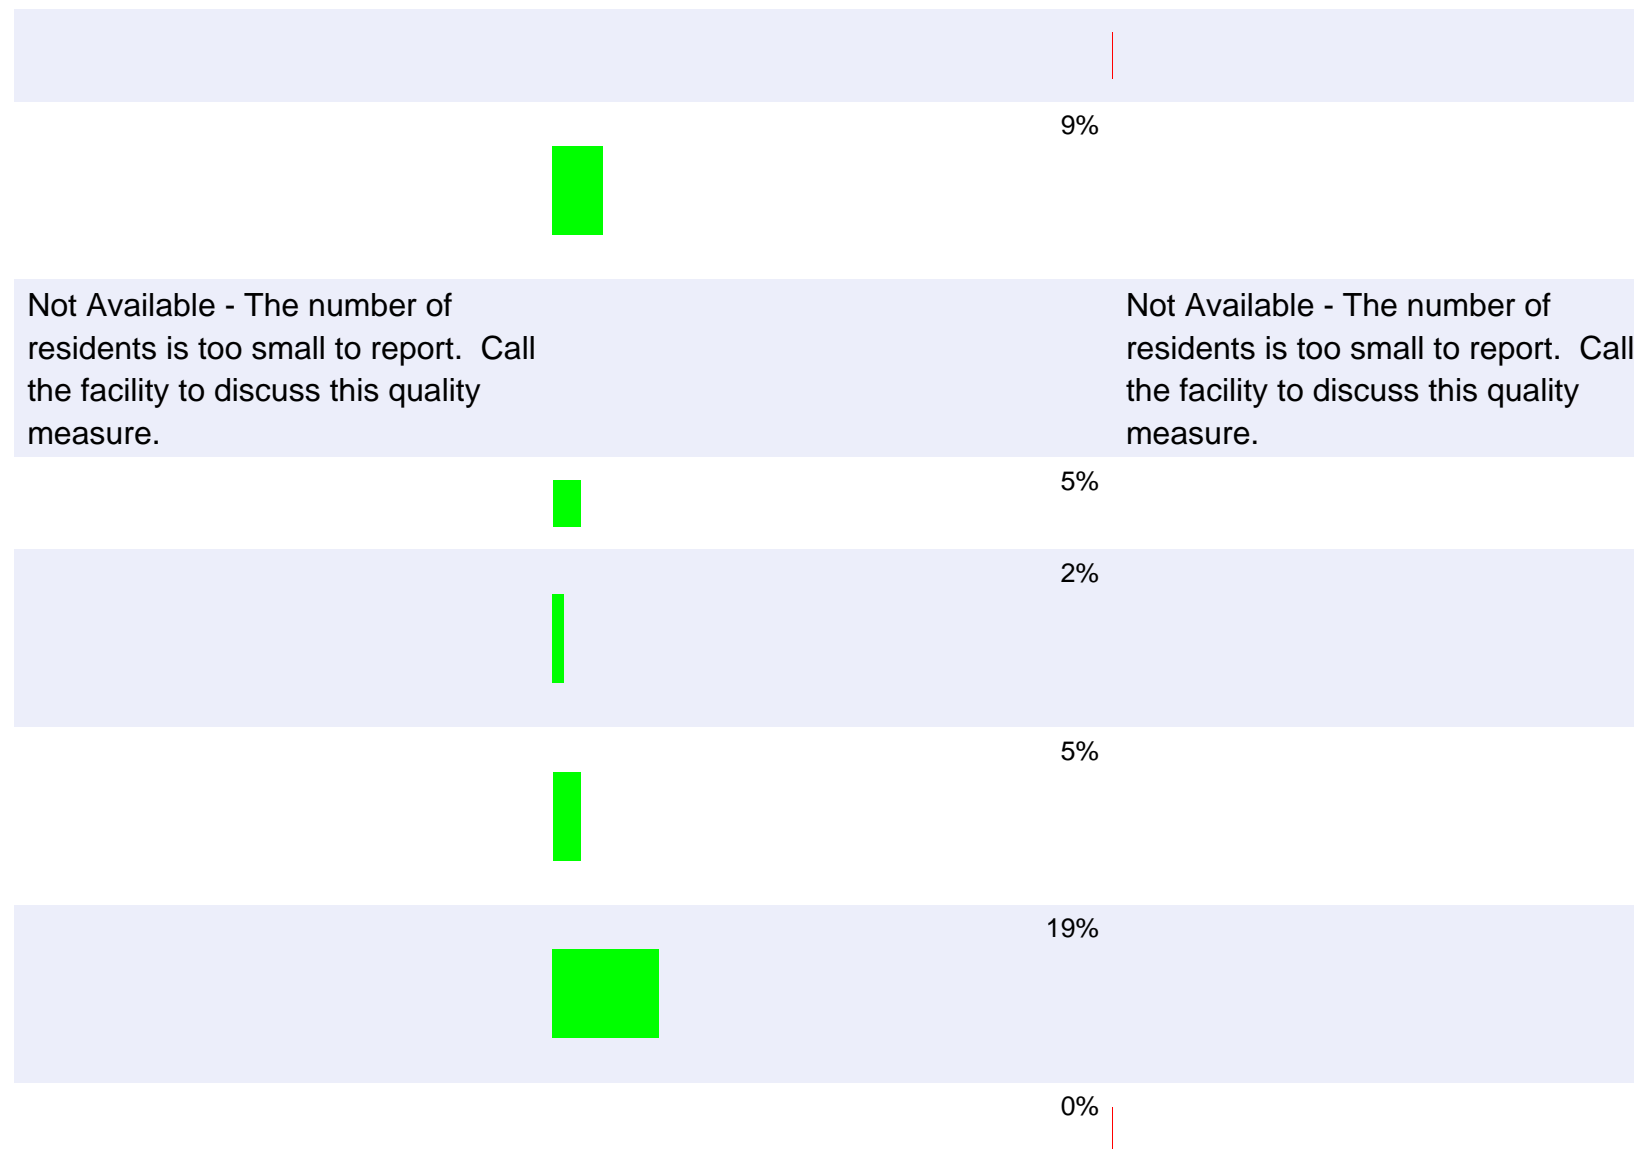 9%
Not Available - The number of
residents is too small to report.  Call
the facility to discuss this quality
measure.
Not Available - The number of
residents is too small to report.  Call
the facility to discuss this quality
measure.
5%
2%
5%
19%
0%